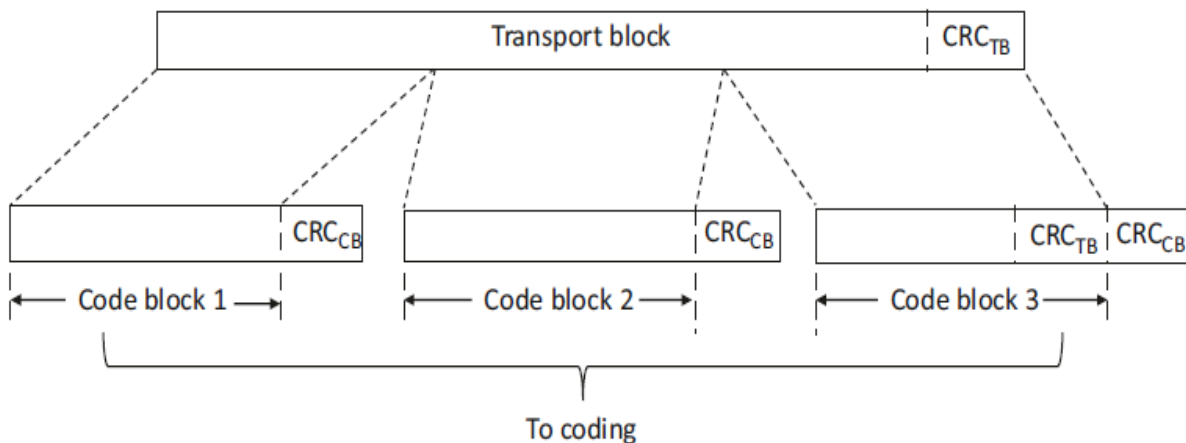 Transport block CRC_TB
CRC_CB CRC_CB CRC_TB CRC_CB
Code block 1 Code block 2 Code block 3
To coding